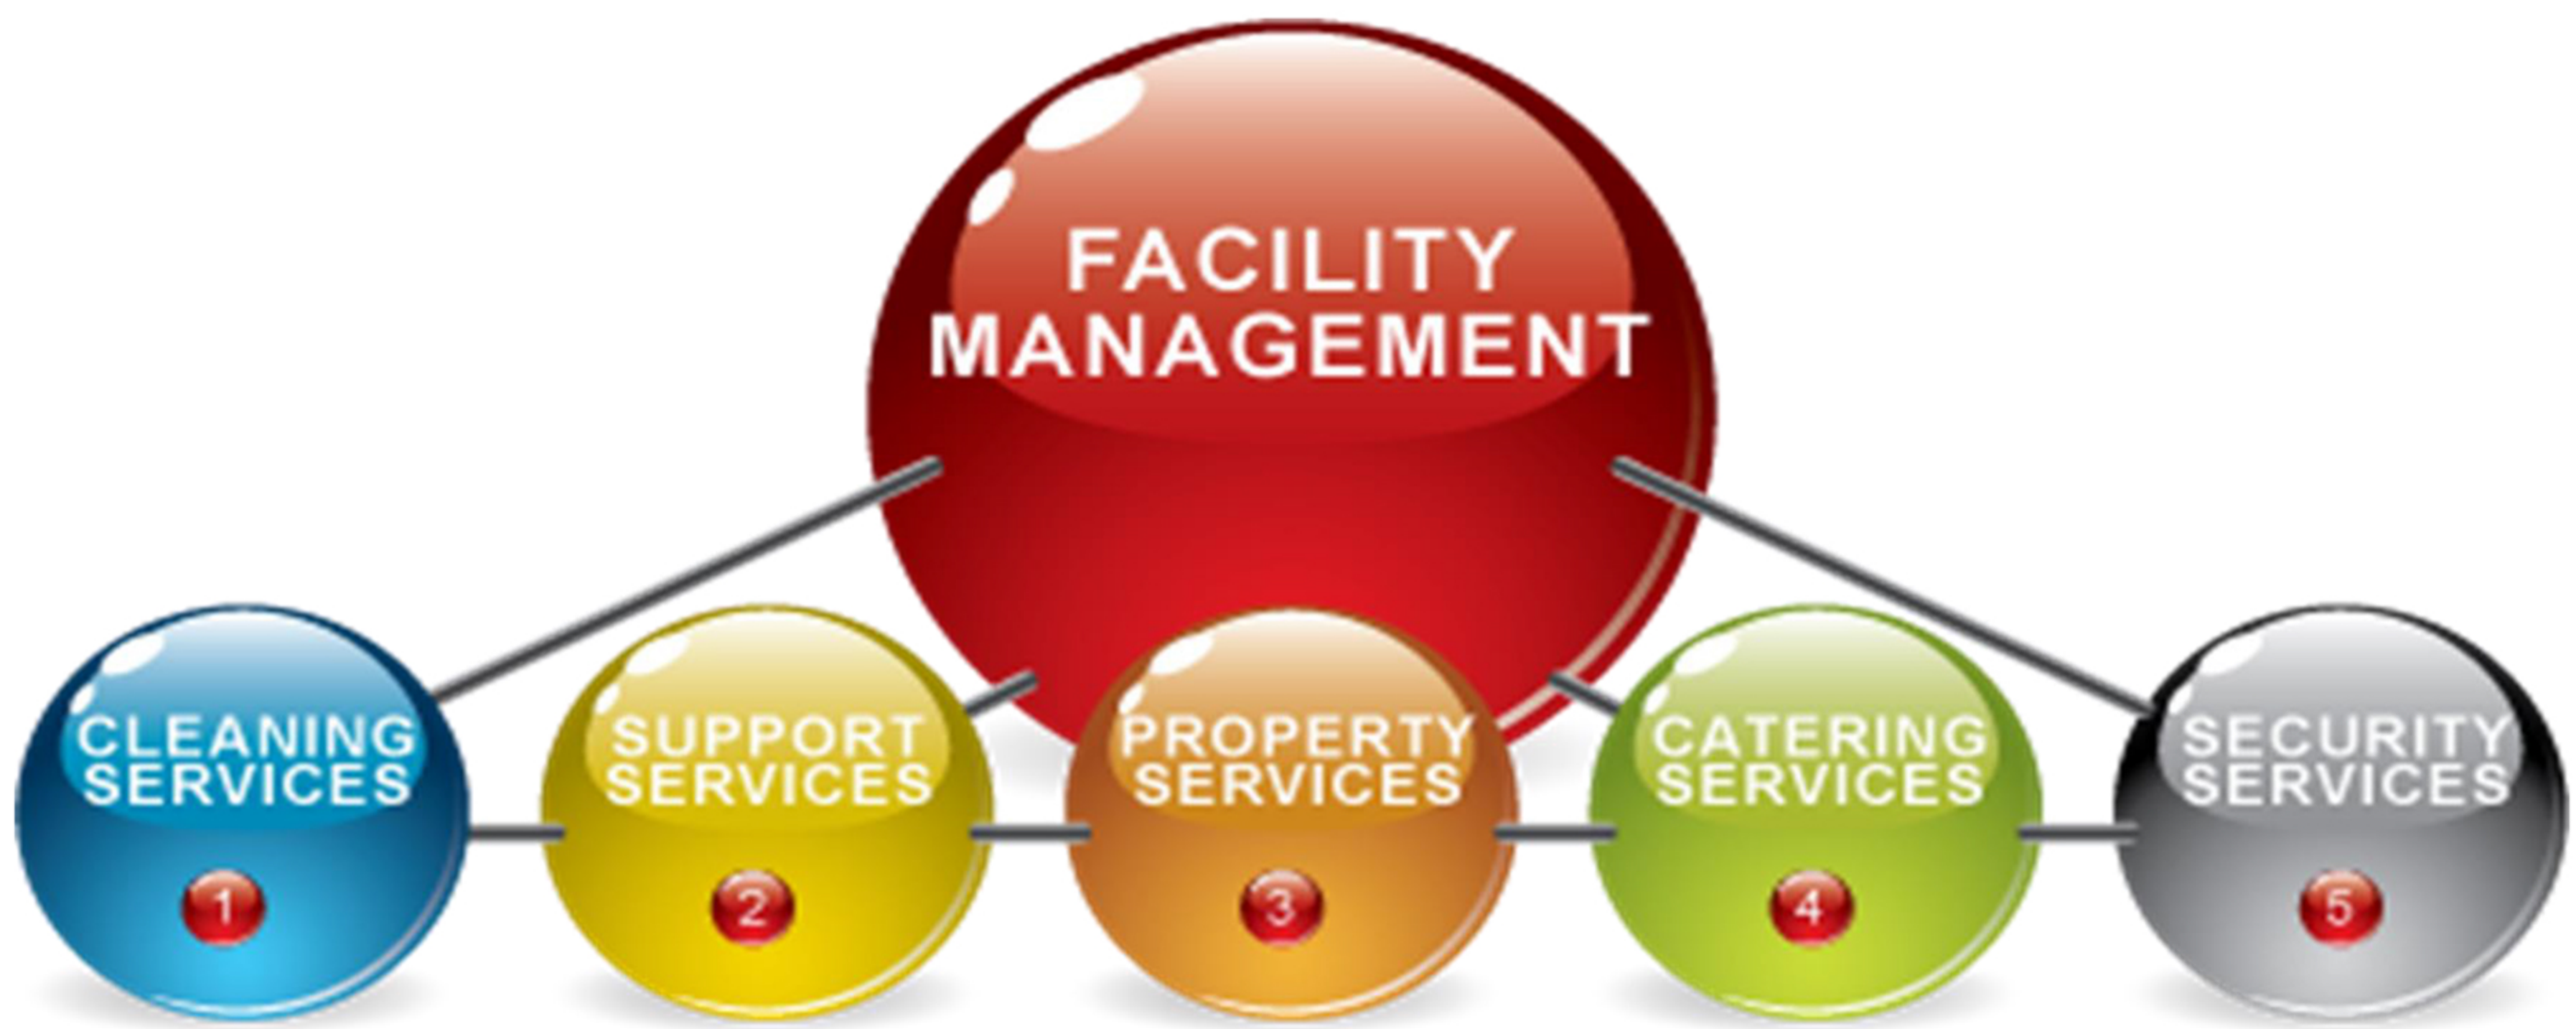 FACILITY
MANAGEMENT
CLEANING
SERVICES
1
SUPPORT
SERVICES
2
PROPERTY
SERVICES
3
CATERING
SERVICES
4
SECURITY
SERVICES
5